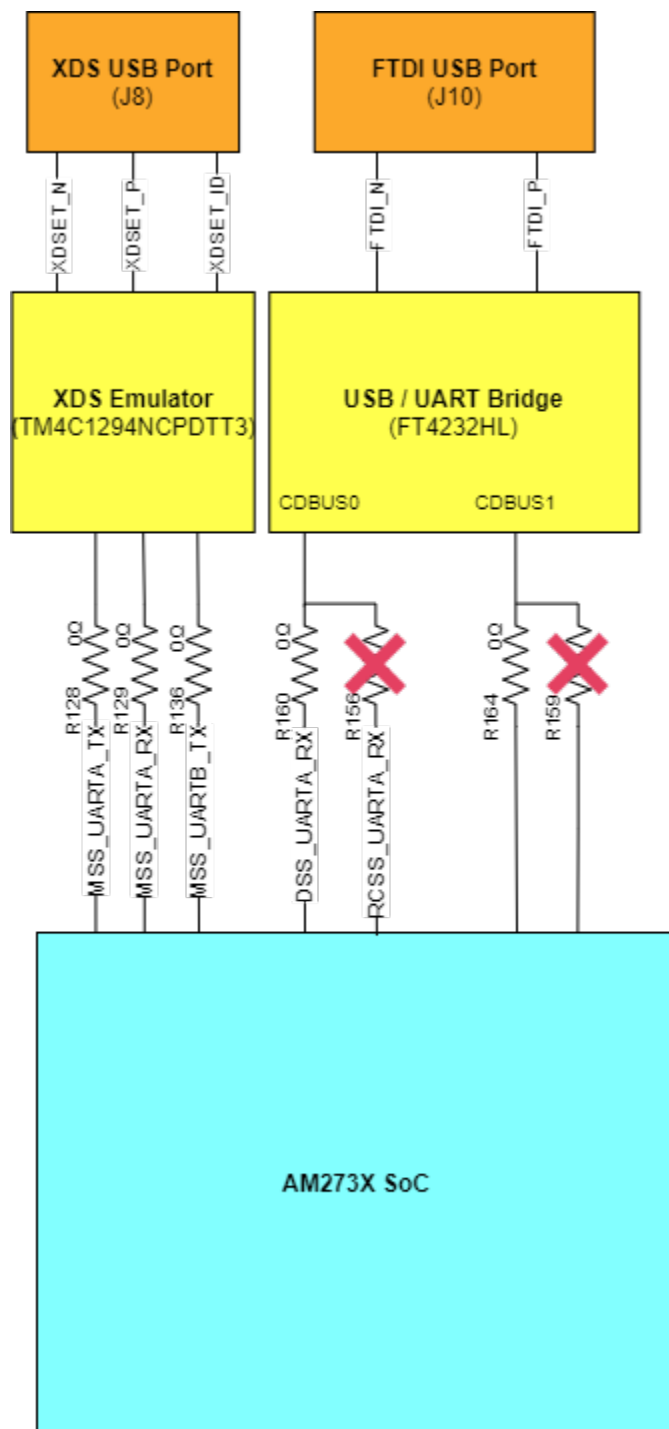 XDS USB Port
(J8)
FTDI USB Port
(J10)
XDSET_N
XDSET_P
XDSET_ID
FTDI_N
FTDI_P
XDS Emulator
(TM4C1294NCPDTT3)
USB / UART Bridge
(FT4232HL)
CDBUS0
CDBUS1
0Ω
R128
0Ω
R129
0Ω
R136
0Ω
R160
R156
0Ω
R164
R159
MSS_UARTA_TX
MSS_UARTA_RX
MSS_UARTB_TX
DSS_UARTA_RX
RCSS_UARTA_RX
AM273X SoC